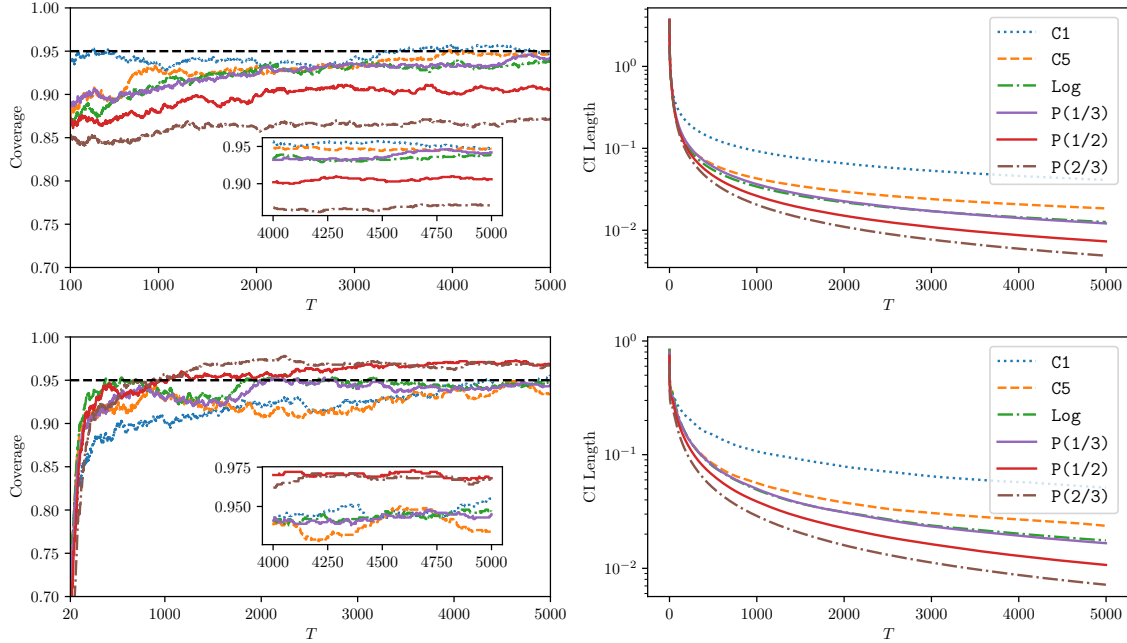 1.00
0.95
0.90
0.85
0.80
0.75
0.70
Coverage
0.95
0.90
4000 4250 4500 4750 5000
100 1000 2000 3000 4000 5000
T
10⁰
10⁻¹
10⁻²
CI Length
C1
C5
Log
P(1/3)
P(1/2)
P(2/3)
0 1000 2000 3000 4000 5000
T
1.00
0.95
0.90
0.85
0.80
0.75
0.70
Coverage
0.975
0.950
4000 4250 4500 4750 5000
20 1000 2000 3000 4000 5000
T
10⁰
10⁻¹
10⁻²
CI Length
C1
C5
Log
P(1/3)
P(1/2)
P(2/3)
0 1000 2000 3000 4000 5000
T